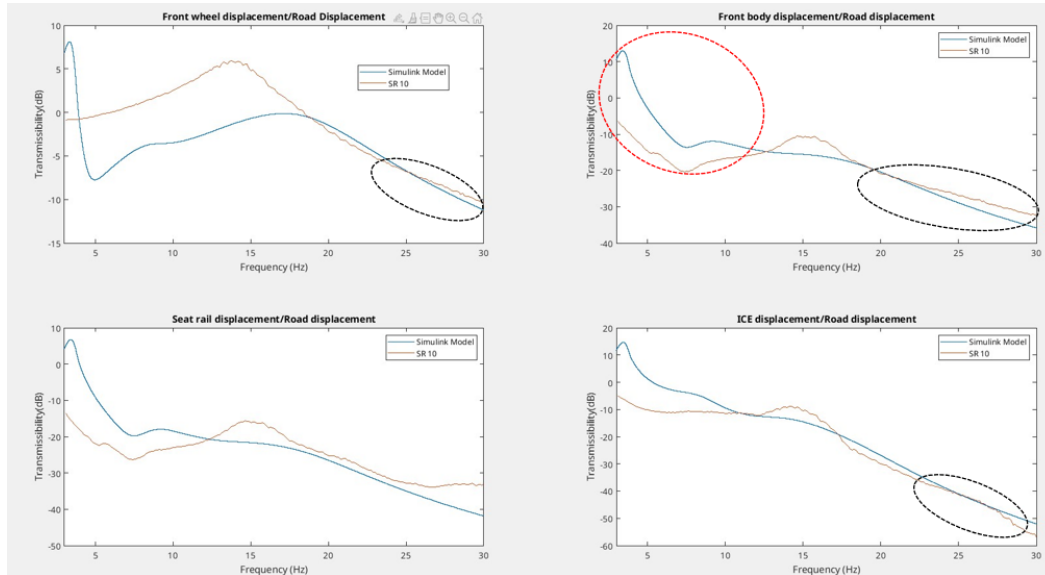 Front wheel displacement/Road Displacement
10
5
0
-5
-10
-15
Transmissibility(dB)
5
10
15
20
25
30
Frequency (Hz)
Simulink Model
SR 10
Front body displacement/Road displacement
20
10
0
-10
-20
-30
-40
Transmissibility(dB)
5
10
15
20
25
30
Frequency (Hz)
Simulink Model
SR 10
Seat rail displacement/Road displacement
10
0
-10
-20
-30
-40
-50
Transmissibility(dB)
5
10
15
20
25
30
Frequency (Hz)
Simulink Model
SR 10
ICE displacement/Road displacement
20
10
0
-10
-20
-30
-40
-50
-60
Transmissibility(dB)
5
10
15
20
25
30
Frequency (Hz)
Simulink Model
SR 10